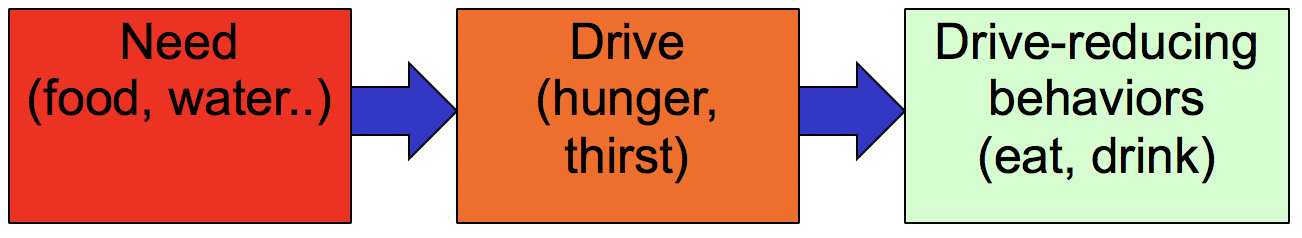 Need
(food, water..)
Drive
(hunger,
thirst)
Drive-reducing
behaviors
(eat, drink)